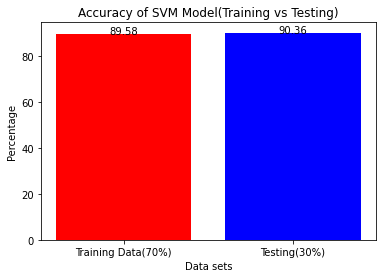 Accuracy of SVM Model(Training vs Testing)
89.58
90.36
80
60
40
20
0
Percentage
Training Data(70%)
Testing(30%)
Data sets